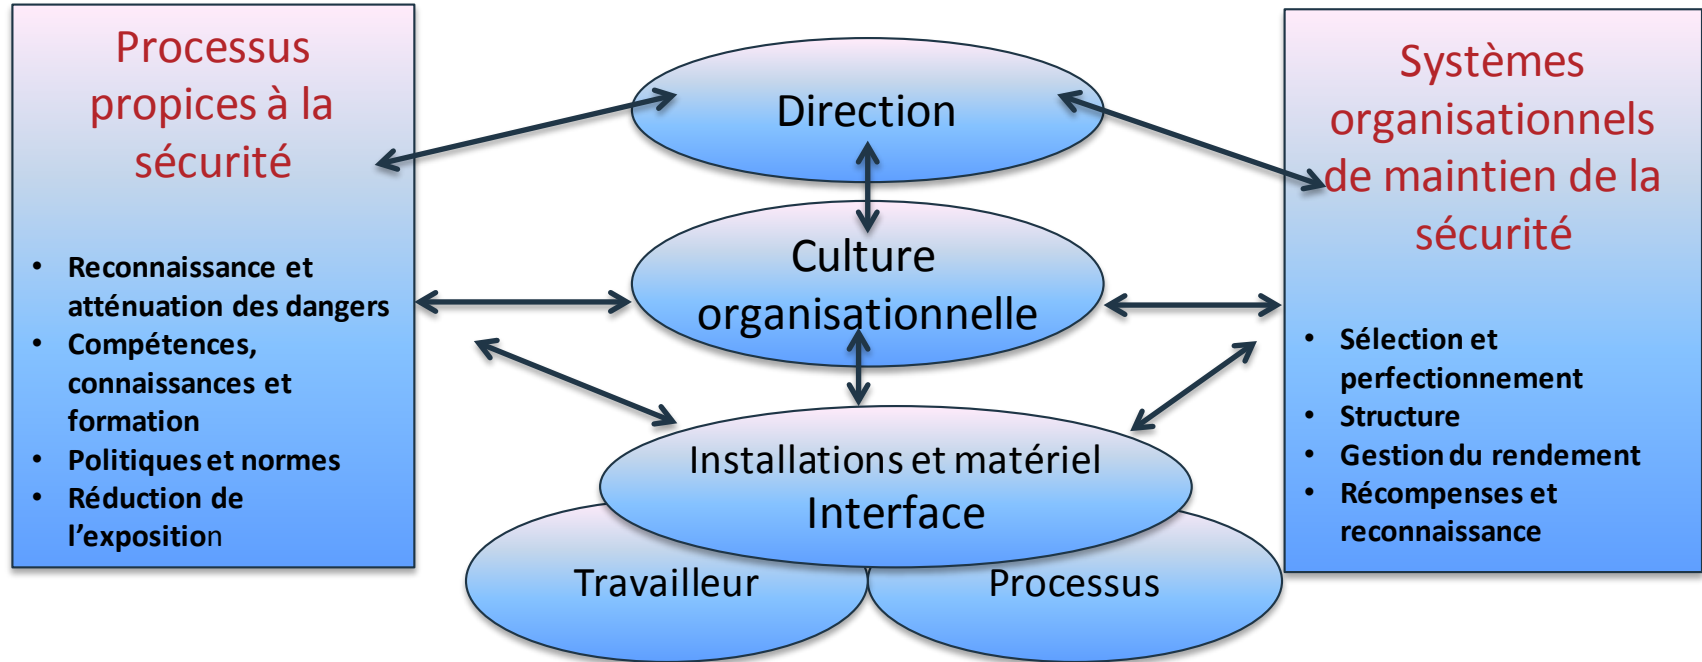 Processus
propices à la
sécurité
• Reconnaissance et
atténuation des dangers
• Compétences,
connaissances et
formation
• Politiques et normes
• Réduction de
l’exposition
Direction
Culture
organisationnelle
Installations et matériel
Interface
Travailleur
Processus
Systèmes
organisationnels
de maintien de la
sécurité
• Sélection et
perfectionnement
• Structure
• Gestion du rendement
• Récompenses et
reconnaissance